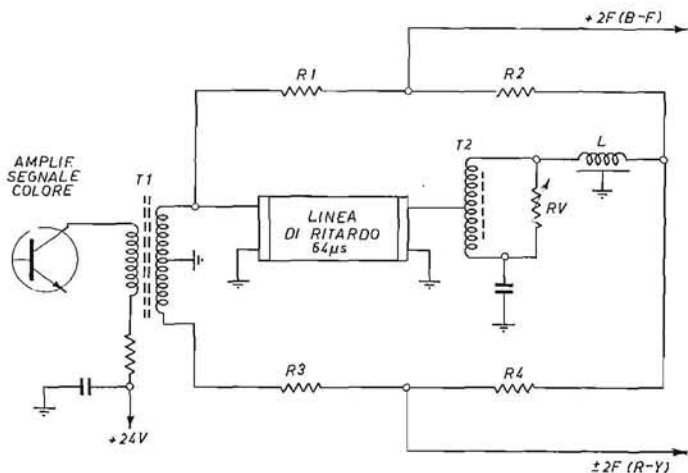 +2F(B-F)
R1
R2
AMPLIF.
SEGNALE
COLORE
T1
T2
L
LINEA
DI RITARDO
64µs
RV
R3
R4
+24V
±2F(R-Y)